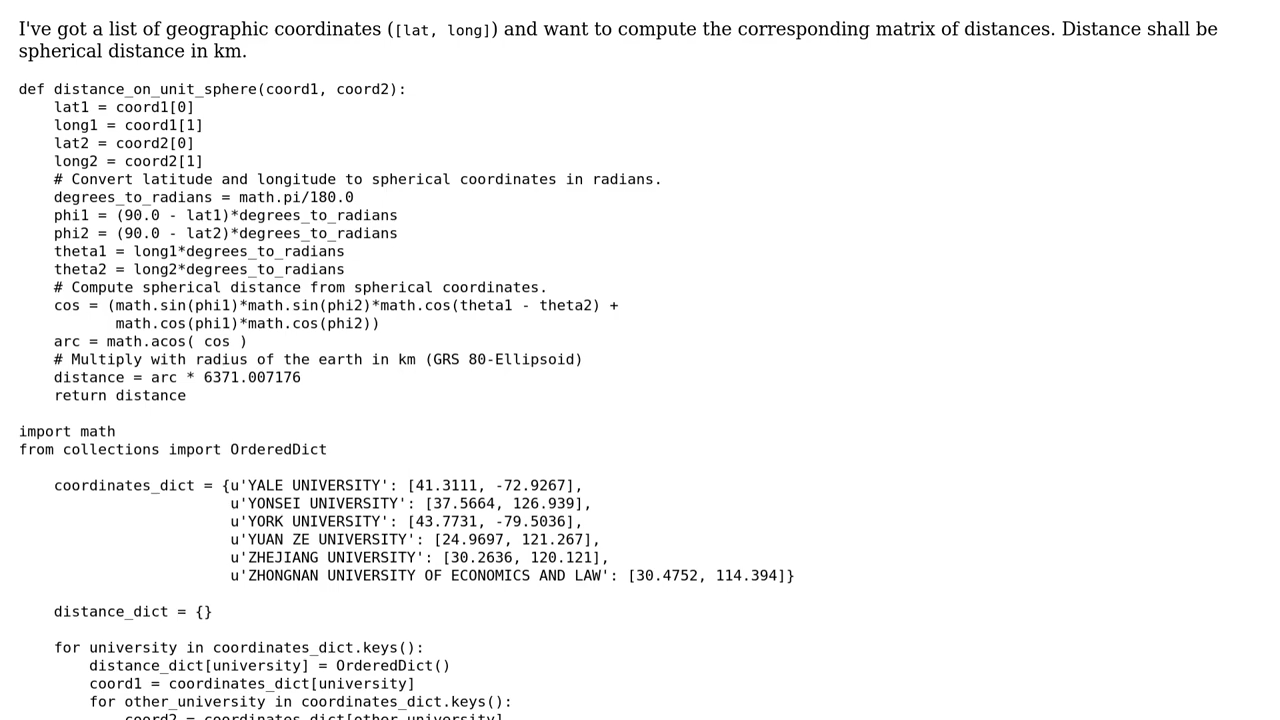 I've got a list of geographic coordinates ([lat, long]) and want to compute the corresponding matrix of distances. Distance shall be
spherical distance in km.
def distance_on_unit_sphere(coord1, coord2):
    lat1 = coord1[0]
    long1 = coord1[1]
    lat2 = coord2[0]
    long2 = coord2[1]
    # Convert latitude and longitude to spherical coordinates in radians.
    degrees_to_radians = math.pi/180.0
    phi1 = (90.0 - lat1)*degrees_to_radians
    phi2 = (90.0 - lat2)*degrees_to_radians
    theta1 = long1*degrees_to_radians
    theta2 = long2*degrees_to_radians
    # Compute spherical distance from spherical coordinates.
    cos = (math.sin(phi1)*math.sin(phi2)*math.cos(theta1 - theta2) +
           math.cos(phi1)*math.cos(phi2))
    arc = math.acos( cos )
    # Multiply with radius of the earth in km (GRS 80-Ellipsoid)
    distance = arc * 6371.007176
    return distance
import math
from collections import OrderedDict
    coordinates_dict = {u'YALE UNIVERSITY': [41.3111, -72.9267],
                        u'YONSEI UNIVERSITY': [37.5664, 126.939],
                        u'YORK UNIVERSITY': [43.7731, -79.5036],
                        u'YUAN ZE UNIVERSITY': [24.9697, 121.267],
                        u'ZHEJIANG UNIVERSITY': [30.2636, 120.121],
                        u'ZHONGNAN UNIVERSITY OF ECONOMICS AND LAW': [30.4752, 114.394]}
    distance_dict = {}
    for university in coordinates_dict.keys():
        distance_dict[university] = OrderedDict()
        coord1 = coordinates_dict[university]
        for other_university in coordinates_dict.keys():
            coord2 = coordinates_dict[other_university]